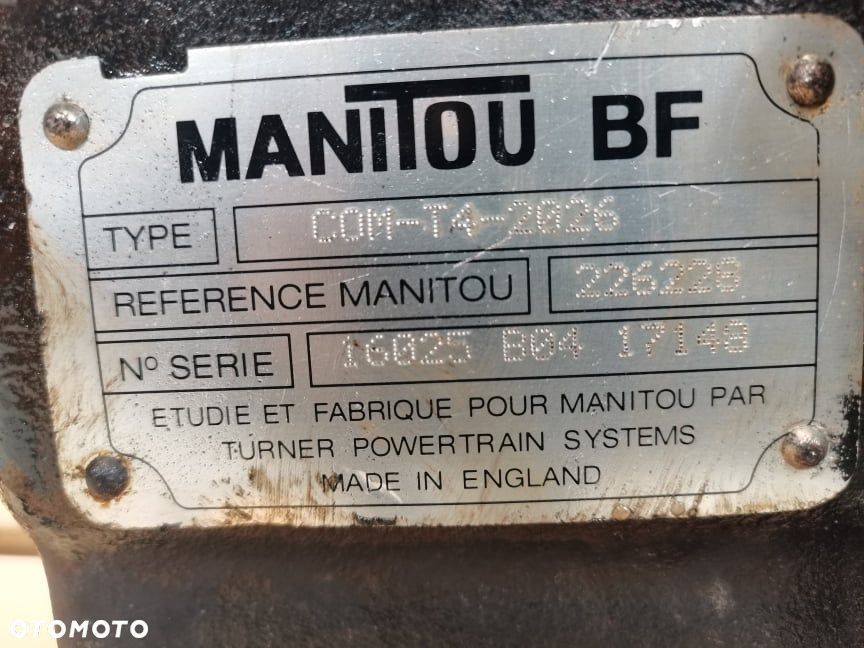 MANITOU BF
TYPE COM-T4-2026
REFERENCE MANITOU 226228
Nº SERIE 16025 B04 17148
ETUDIE ET FABRIQUE POUR MANITOU PAR
TURNER POWERTRAIN SYSTEMS
MADE IN ENGLAND
OTOMOTO